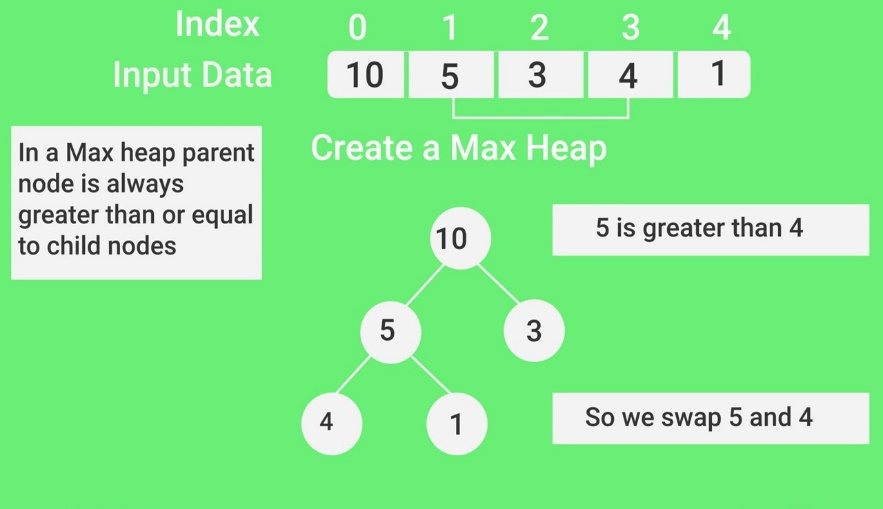 Index 0 1 2 3 4
Input Data 10 5 3 4 1
Create a Max Heap
In a Max heap parent
node is always
greater than or equal
to child nodes
10
5 is greater than 4
5 3
4 1
So we swap 5 and 4